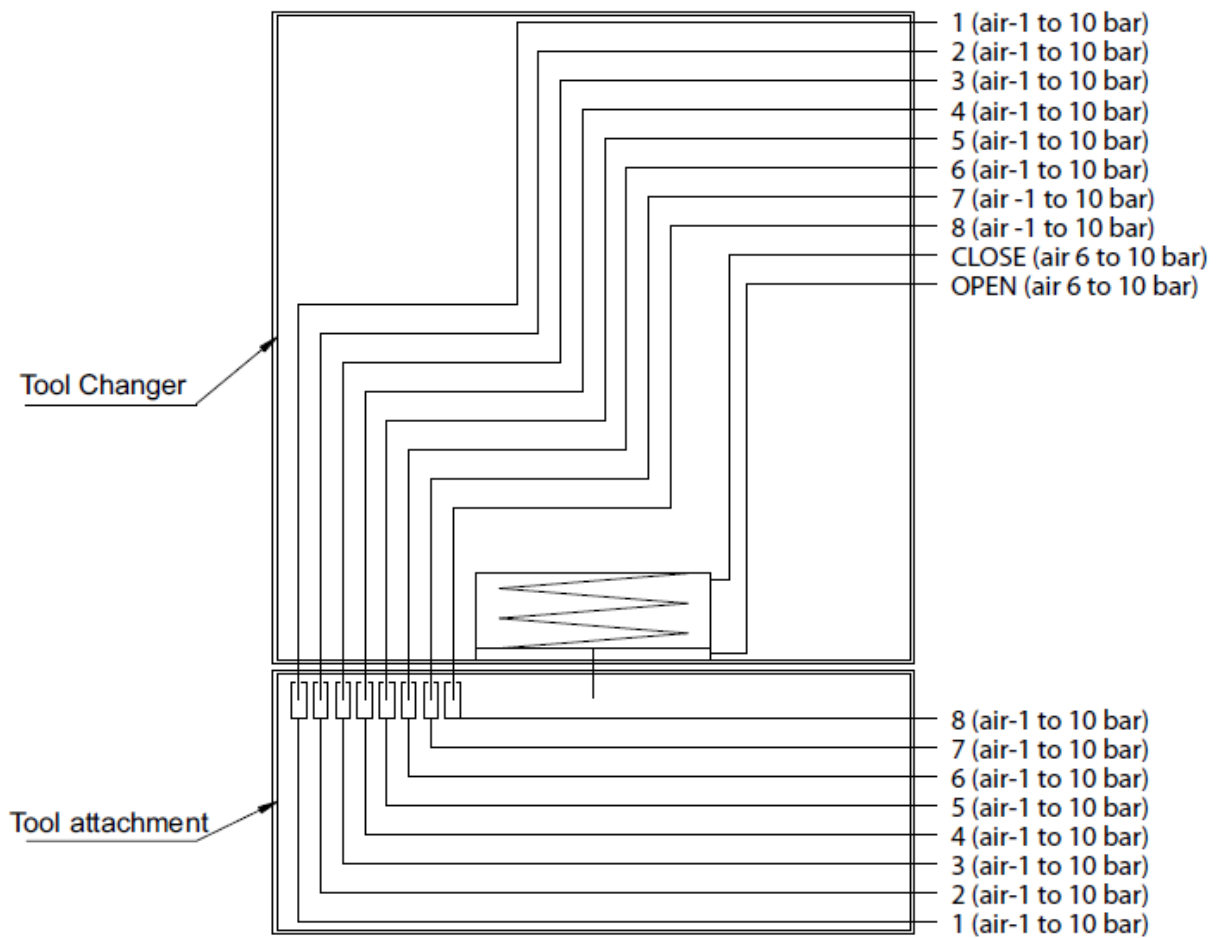 1 (air-1 to 10 bar)
2 (air-1 to 10 bar)
3 (air-1 to 10 bar)
4 (air-1 to 10 bar)
5 (air-1 to 10 bar)
6 (air-1 to 10 bar)
7 (air -1 to 10 bar)
8 (air -1 to 10 bar)
CLOSE (air 6 to 10 bar)
OPEN (air 6 to 10 bar)
Tool Changer
8 (air-1 to 10 bar)
7 (air-1 to 10 bar)
6 (air-1 to 10 bar)
5 (air-1 to 10 bar)
Tool attachment
4 (air-1 to 10 bar)
3 (air-1 to 10 bar)
2 (air-1 to 10 bar)
1 (air-1 to 10 bar)